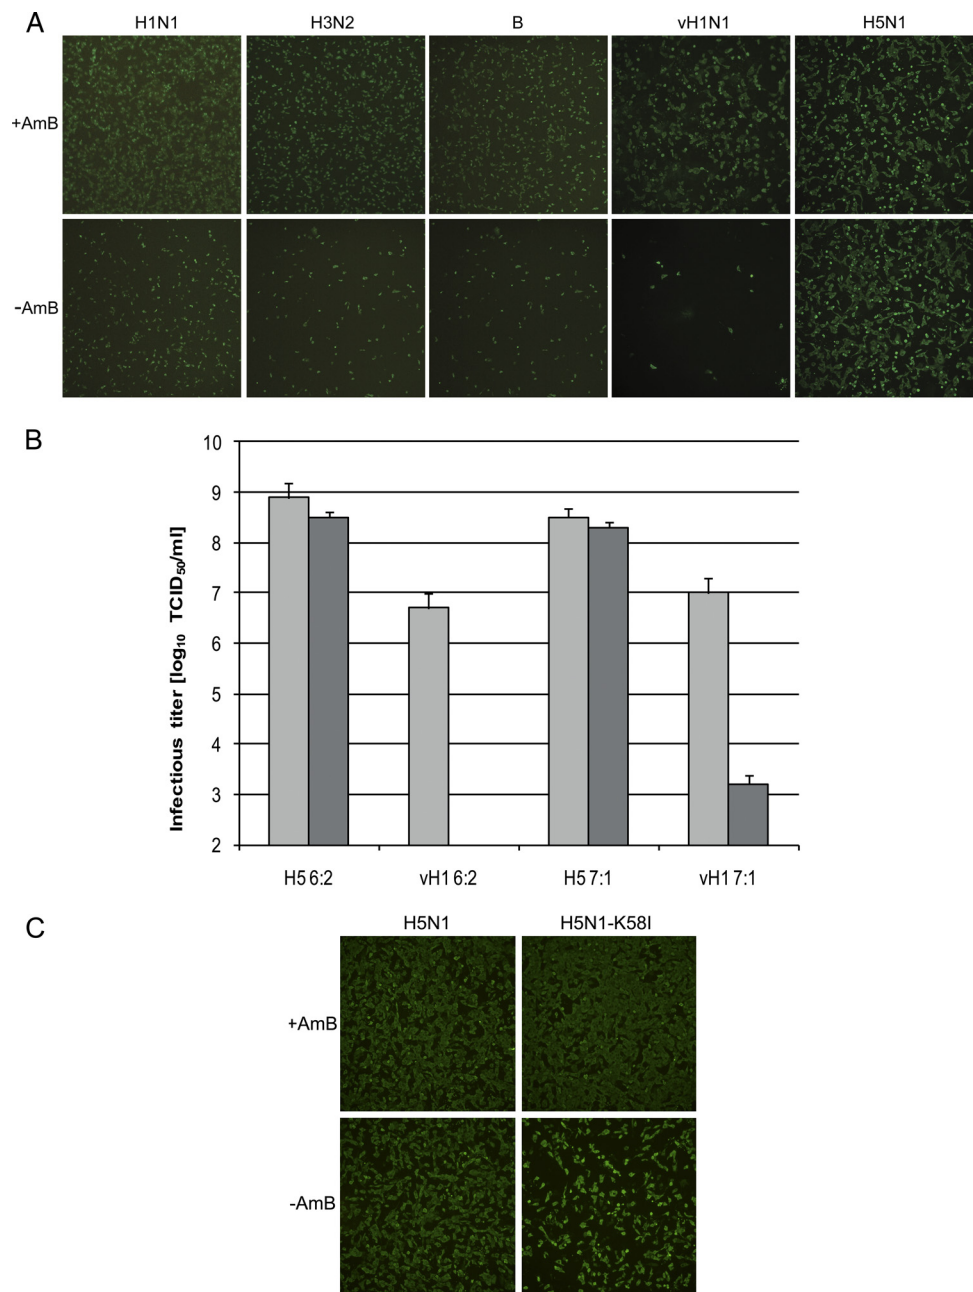 A
H1N1 H3N2 B vH1N1 H5N1
+AmB
-AmB
B
Infectious titer [log₁₀ TCID₅₀/ml]
10
9
8
7
6
5
4
3
2
H5 6:2 vH1 6:2 H5 7:1 vH1 7:1
C
H5N1 H5N1-K58I
+AmB
-AmB